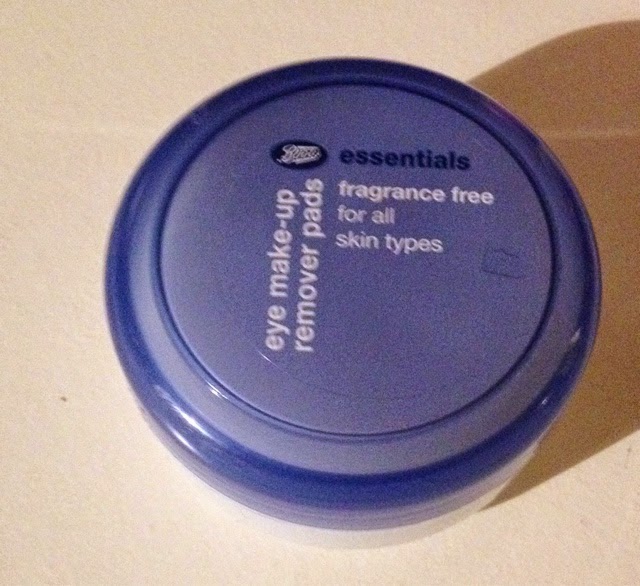 Boots essentials
fragrance free
for all
skin types
eye make-up
remover pads